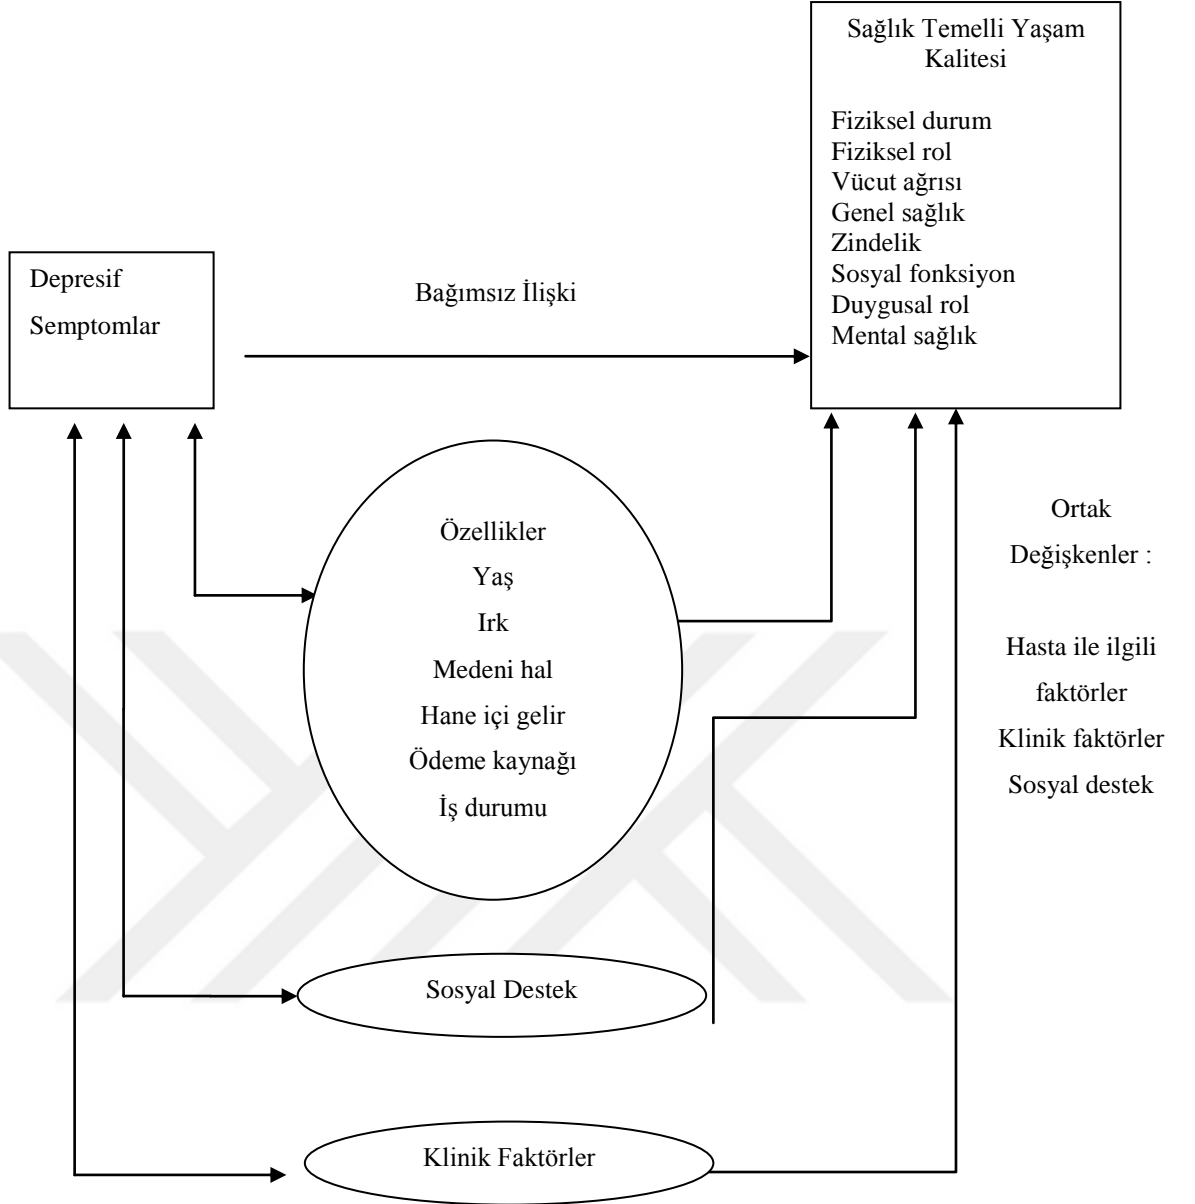 Sağlık Temelli Yaşam
Kalitesi
Fiziksel durum
Fiziksel rol
Vücut ağrısı
Genel sağlık
Zindelik
Sosyal fonksiyon
Duygusal rol
Mental sağlık
Depresif
Semptomlar
Bağımsız İlişki
Özellikler
Yaş
Irk
Medeni hal
Hane içi gelir
Ödeme kaynağı
İş durumu
Ortak
Değişkenler :
Hasta ile ilgili
faktörler
Klinik faktörler
Sosyal destek
Sosyal Destek
Klinik Faktörler